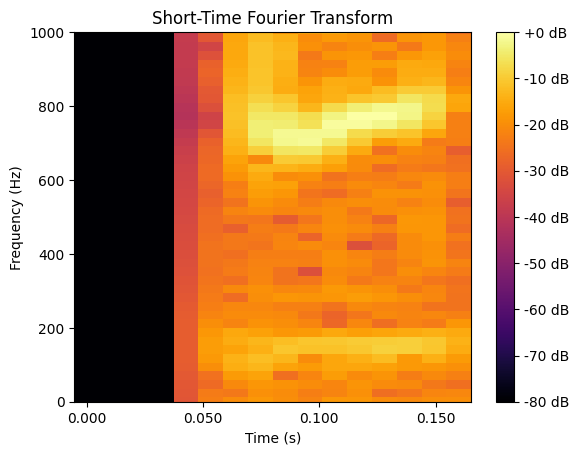 Short-Time Fourier Transform
1000
800
600
400
200
0
Frequency (Hz)
0.000
0.050
0.100
0.150
Time (s)
+0 dB
-10 dB
-20 dB
-30 dB
-40 dB
-50 dB
-60 dB
-70 dB
-80 dB